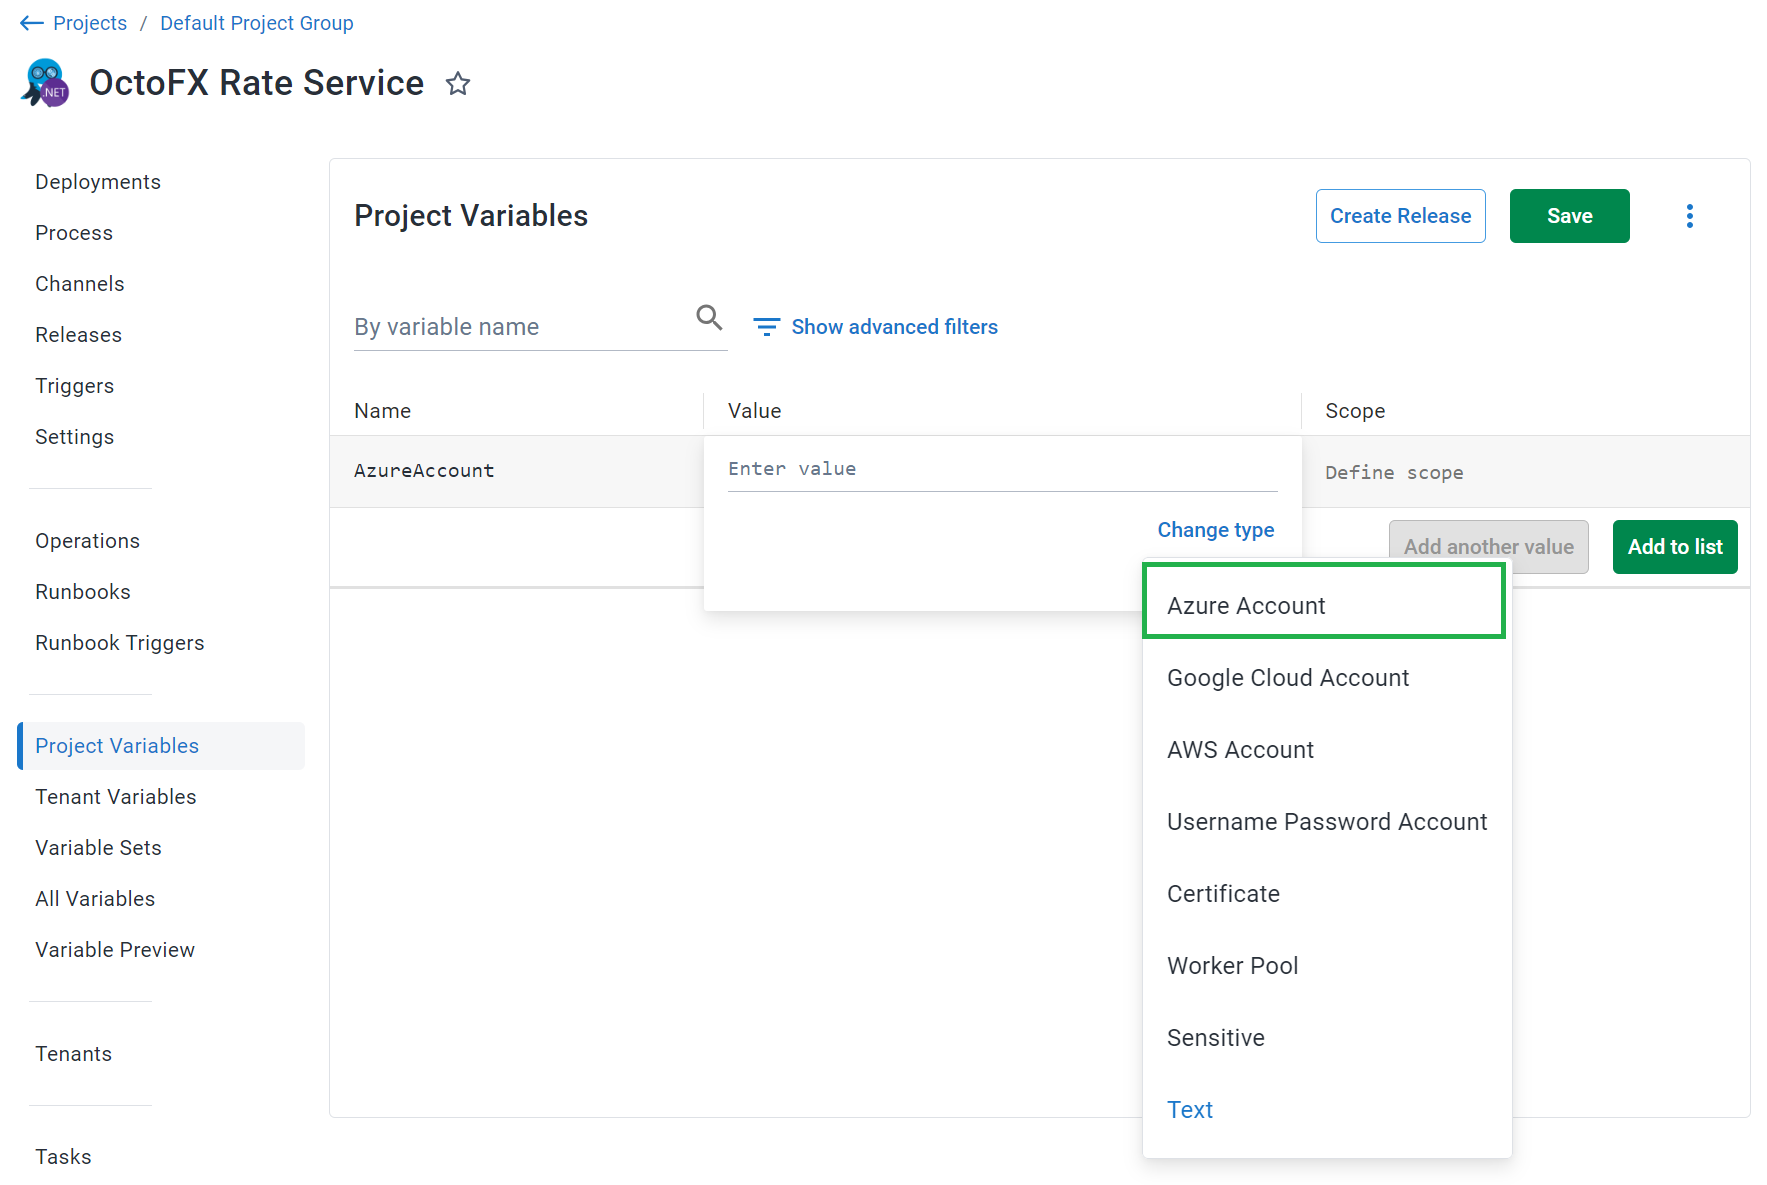 Projects / Default Project Group
.NET
OctoFX Rate Service
Deployments
Process
Channels
Releases
Triggers
Settings
Operations
Runbooks
Runbook Triggers
Project Variables
Tenant Variables
Variable Sets
All Variables
Variable Preview
Tenants
Tasks
Project Variables
Create Release
Save
By variable name
Show advanced filters
Name
Value
Scope
AzureAccount
Enter value
Define scope
Change type
Add another value
Add to list
Azure Account
Google Cloud Account
AWS Account
Username Password Account
Certificate
Worker Pool
Sensitive
Text